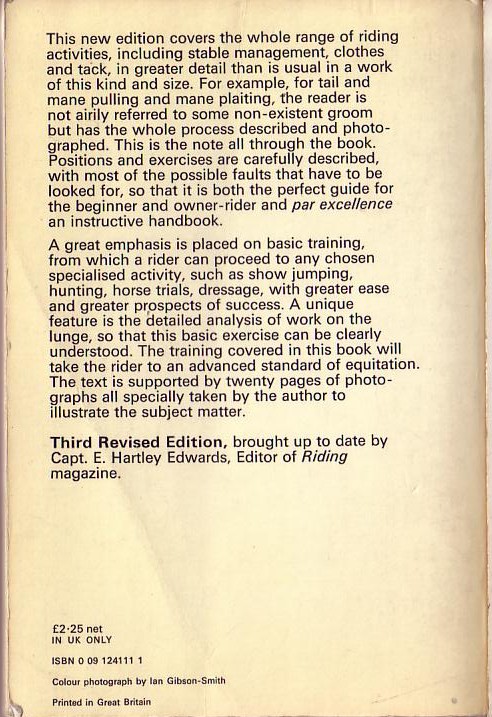 This new edition covers the whole range of riding
activities, including stable management, clothes
and tack, in greater detail than is usual in a work
of this kind and size. For example, for tail and
mane pulling and mane plaiting, the reader is
not airily referred to some non-existent groom
but has the whole process described and photo-
graphed. This is the note all through the book.
Positions and exercises are carefully described,
with most of the possible faults that have to be
looked for, so that it is both the perfect guide for
the beginner and owner-rider and par excellence
an instructive handbook.
A great emphasis is placed on basic training,
from which a rider can proceed to any chosen
specialised activity, such as show jumping,
hunting, horse trials, dressage, with greater ease
and greater prospects of success. A unique
feature is the detailed analysis of work on the
lunge, so that this basic exercise can be clearly
understood. The training covered in this book will
take the rider to an advanced standard of equitation.
The text is supported by twenty pages of photo-
graphs all specially taken by the author to
illustrate the subject matter.
Third Revised Edition, brought up to date by
Capt. E. Hartley Edwards, Editor of Riding
magazine.
£2·25 net
IN UK ONLY
ISBN 0 09 124111 1
Colour photograph by Ian Gibson-Smith
Printed in Great Britain